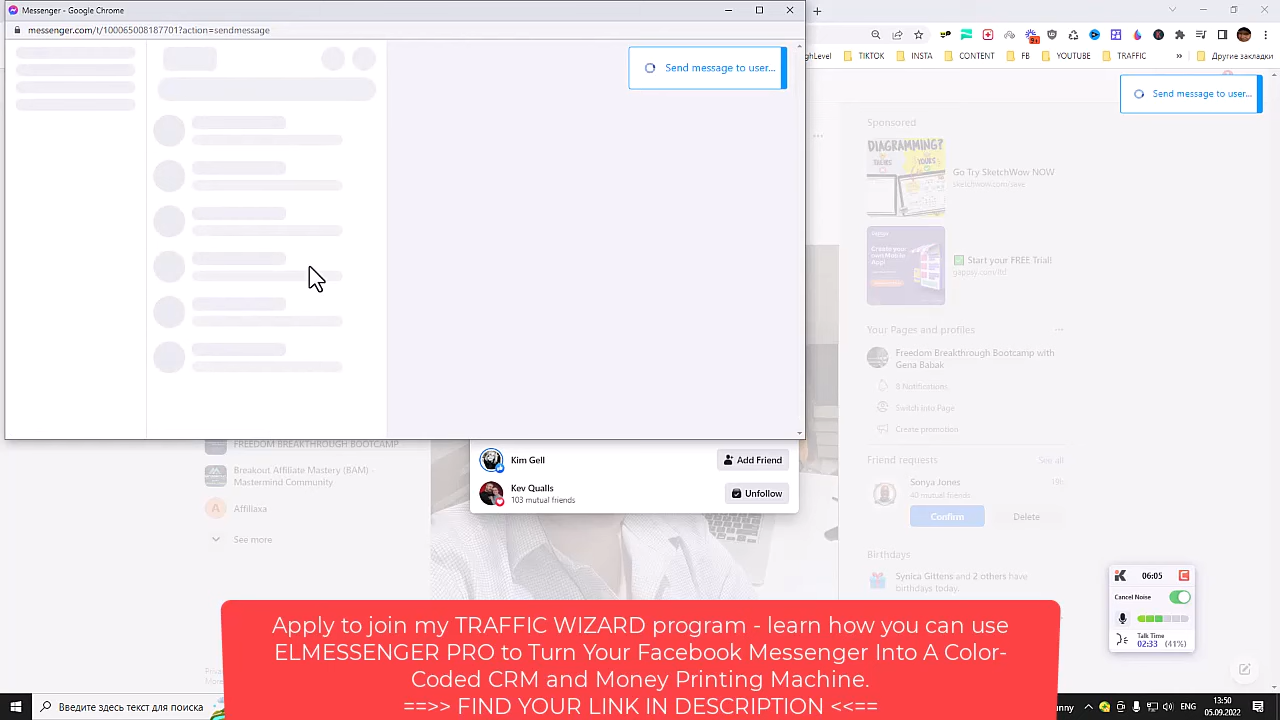 Messenger - Google Chrome
messenger.com/t/100065008187701?action=sendmessage
Send message to user...
HighLevel
TIKTOK
INSTA
CONTENT
FB
YOUTUBE
TRAFFIC
Другие закладки
Send message to user...
Sponsored
DIAGRAMMING?
Go Try SketchWow NOW
sketchwow.com/save
Start your FREE Trial!
Your Pages and profiles
Freedom Breakthrough Bootcamp with
Gena Babak
8 Notifications
Switch into Page
Create promotion
Friend requests
See all
Sonya Jones
19h
40 mutual friends
Confirm
Delete
Birthdays
Synica Gittens and 2 others have
birthdays today.
FREEDOM BREAKTHROUGH BOOTCAMP
Breakout Affiliate Mastery (BAM) -
Mastermind Community
Affiliaxa
See more
Kim Gell
Add Friend
Kev Qualls
103 mutual friends
Unfollow
06:05
Cancel Noise
Talk Time
02:33 (41%)
Apply to join my TRAFFIC WIZARD program - learn how you can use
ELMESSENGER PRO to Turn Your Facebook Messenger Into A Color-
Coded CRM and Money Printing Machine.
==>> FIND YOUR LINK IN DESCRIPTION <<==
Введите здесь текст для поиска
ENG
13:50
05.09.2022